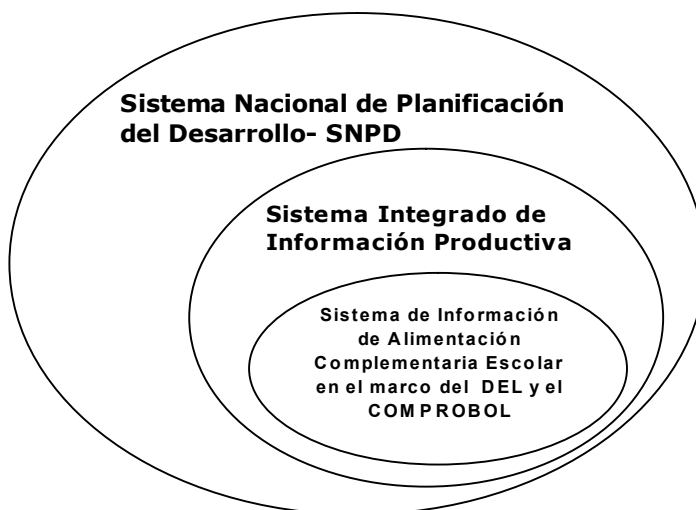 Sistema Nacional de Planificación
del Desarrollo- SNPD
Sistema Integrado de
Información Productiva
Sistema de Información
de Alimentación
Complementaria Escolar
en el marco del DEL y el
COMPROBOL